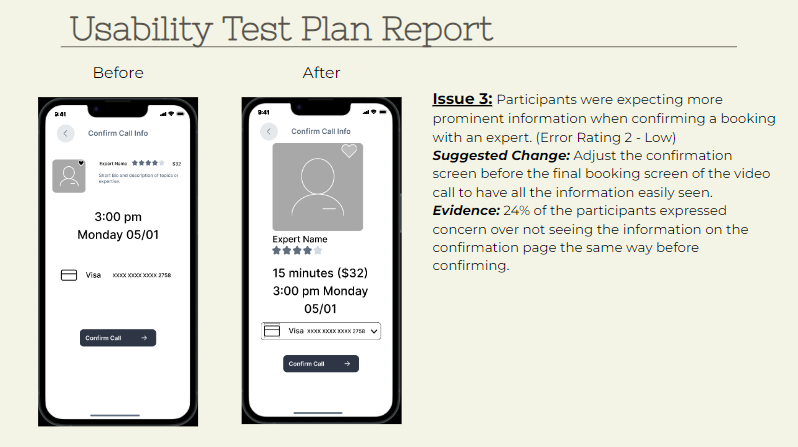 Usability Test Plan Report
Before
After
9:41
Confirm Call Info
Expert Name
$32
Short Bio and description of topics of
expertise.
3:00 pm
Monday 05/01
Visa XXXX XXXX XXXX 2758
Confirm Call
9:41
Confirm Call Info
Expert Name
15 minutes ($32)
3:00 pm Monday
05/01
Visa XXXX XXXX XXXX 2758
Confirm Call
Issue 3: Participants were expecting more
prominent information when confirming a booking
with an expert. (Error Rating 2 - Low)
Suggested Change: Adjust the confirmation
screen before the final booking screen of the video
call to have all the information easily seen.
Evidence: 24% of the participants expressed
concern over not seeing the information on the
confirmation page the same way before
confirming.